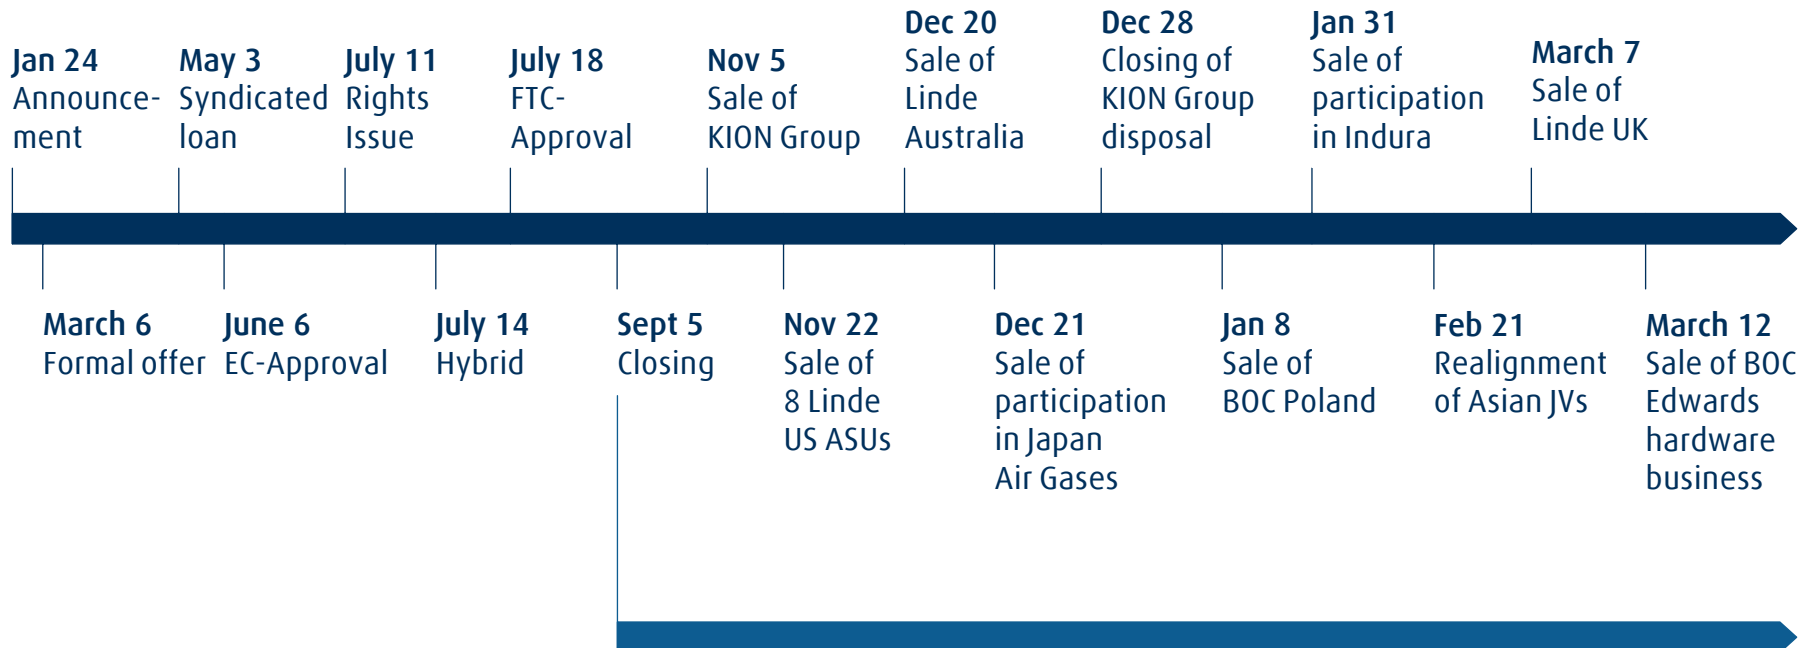 Jan 24
Announce-
ment
May 3
Syndicated
loan
July 11
Rights
Issue
July 18
FTC-
Approval
Nov 5
Sale of
KION Group
Dec 20
Sale of
Linde
Australia
Dec 28
Closing of
KION Group
disposal
Jan 31
Sale of
participation
in Indura
March 7
Sale of
Linde UK
March 6
Formal offer
June 6
EC-Approval
July 14
Hybrid
Sept 5
Closing
Nov 22
Sale of
8 Linde
US ASUs
Dec 21
Sale of
participation
in Japan
Air Gases
Jan 8
Sale of
BOC Poland
Feb 21
Realignment
of Asian JVs
March 12
Sale of BOC
Edwards
hardware
business